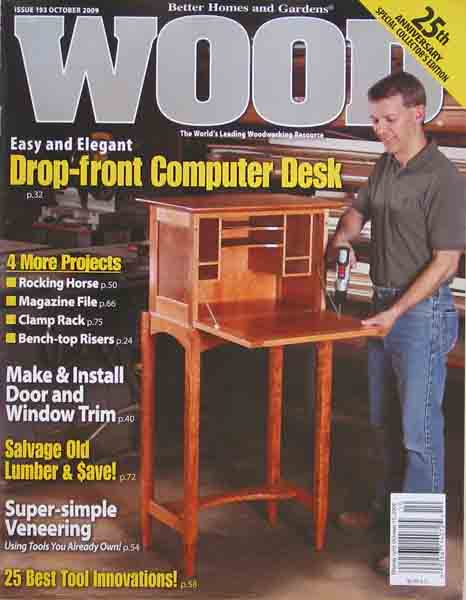 ISSUE 193 OCTOBER 2009
Better Homes and Gardens®
25th
ANNIVERSARY
SPECIAL COLLECTOR'S EDITION
WOOD
The World's Leading Woodworking Resource
Easy and Elegant
Drop-front Computer Desk
p.32
4 More Projects
Rocking Horse p.50
Magazine File p.66
Clamp Rack p.75
Bench-top Risers p.24
Make & Install
Door and
Window Trim p.40
Salvage Old
Lumber & $ave! p.72
Super-simple
Veneering
Using Tools You Already Own! p.54
25 Best Tool Innovations! p.58